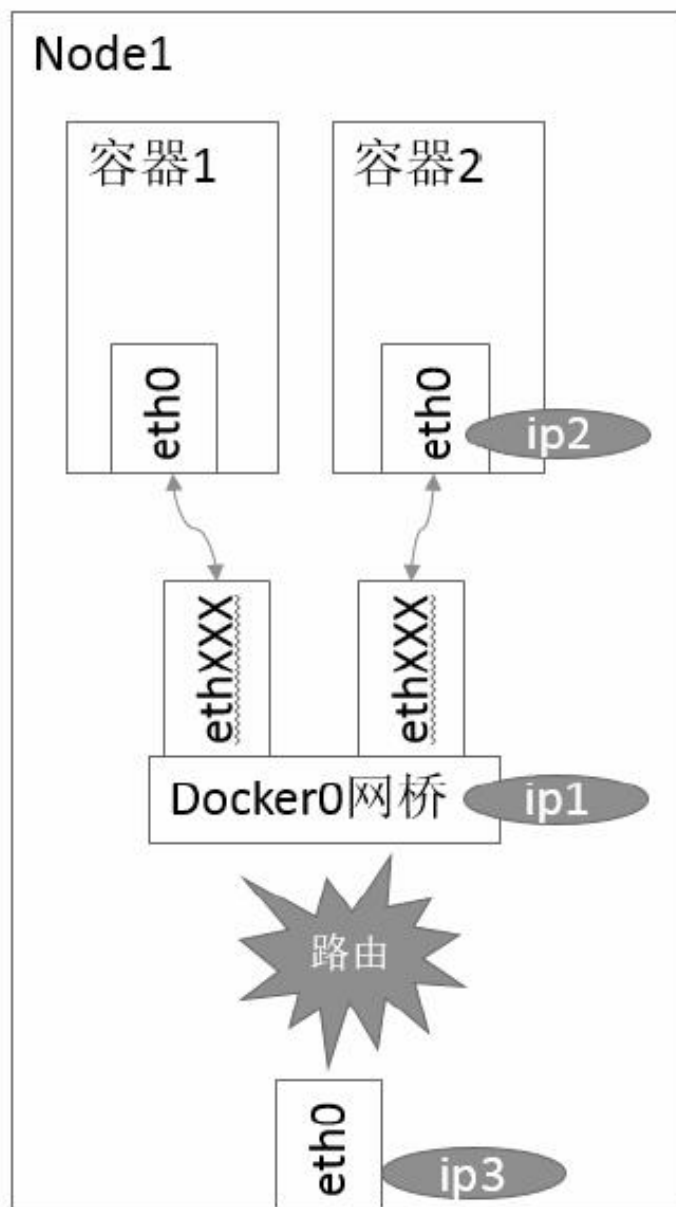 Node1
容器1
容器2
eth0
eth0
ip2
ethXXX
ethXXX
Docker0网桥
ip1
路由
eth0
ip3